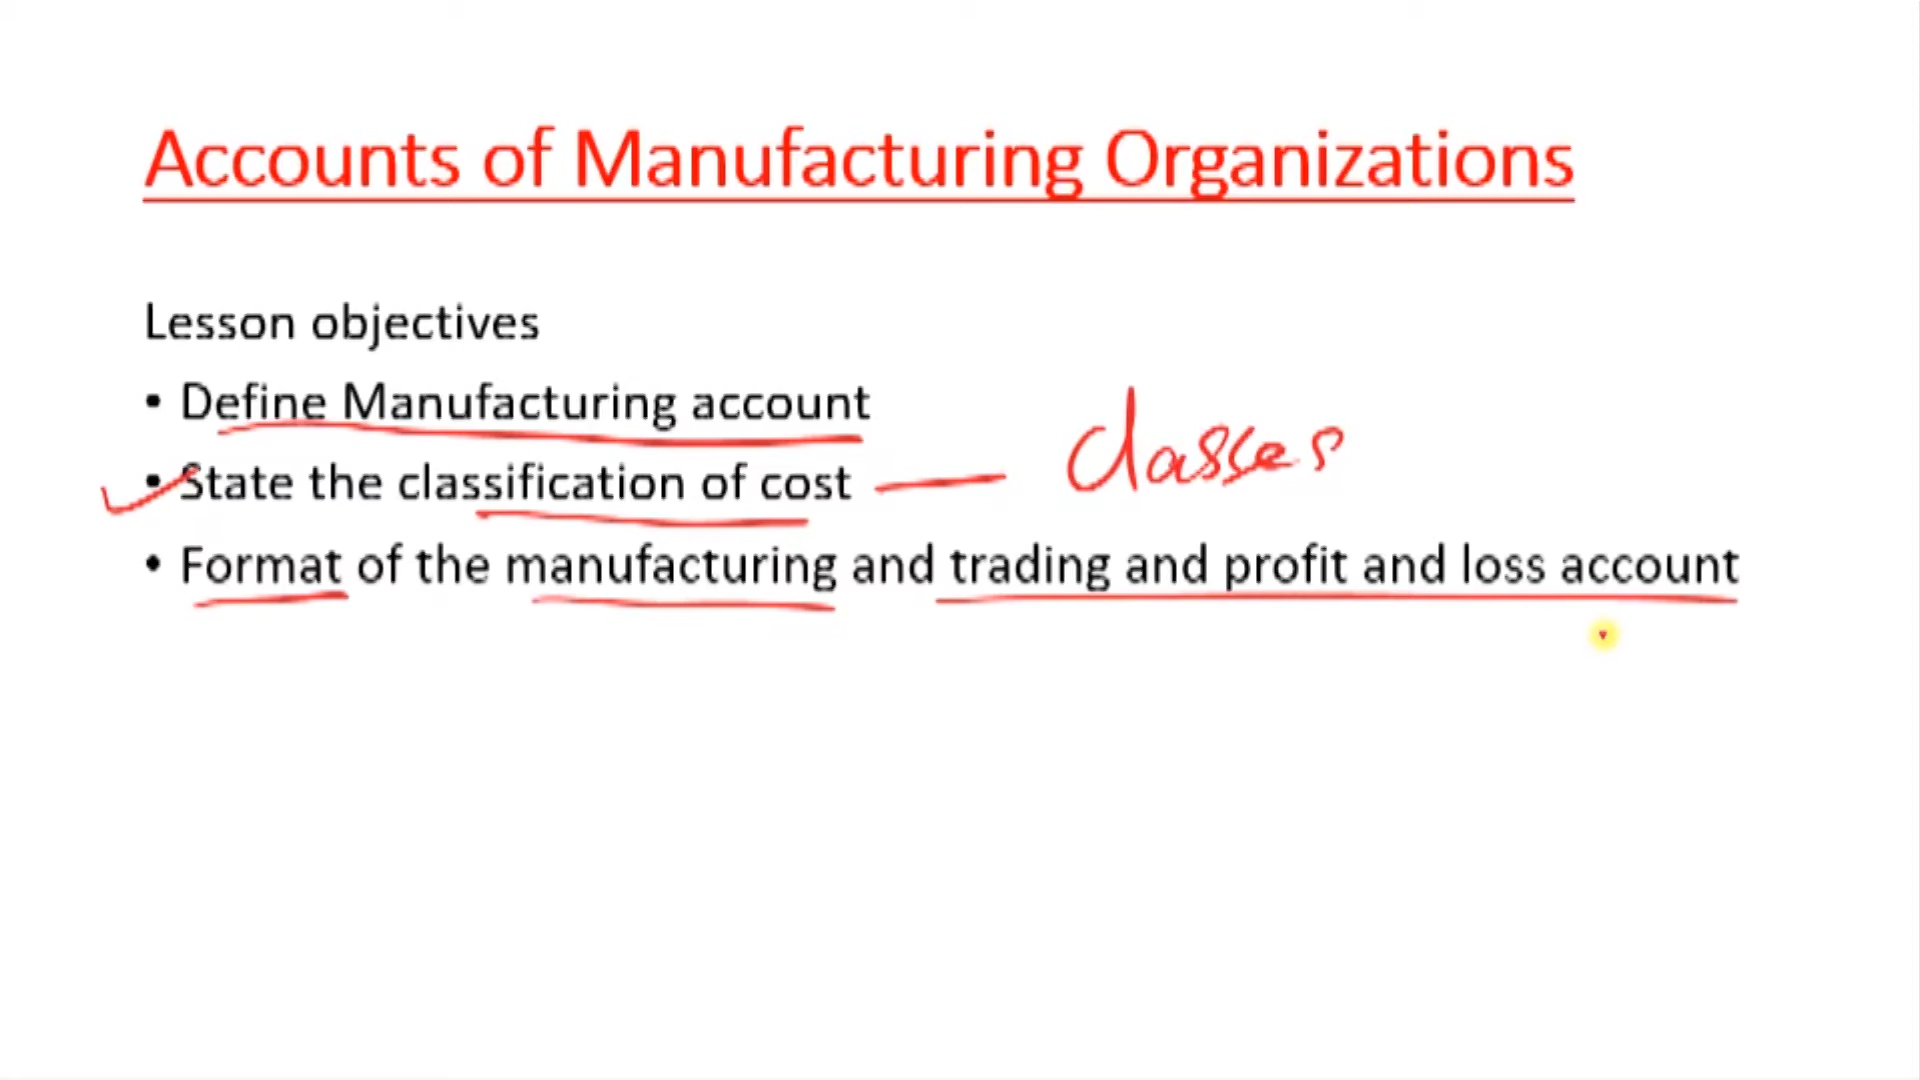 Accounts of Manufacturing Organizations
Lesson objectives
• Define Manufacturing account
• State the classification of cost — classes
• Format of the manufacturing and trading and profit and loss account